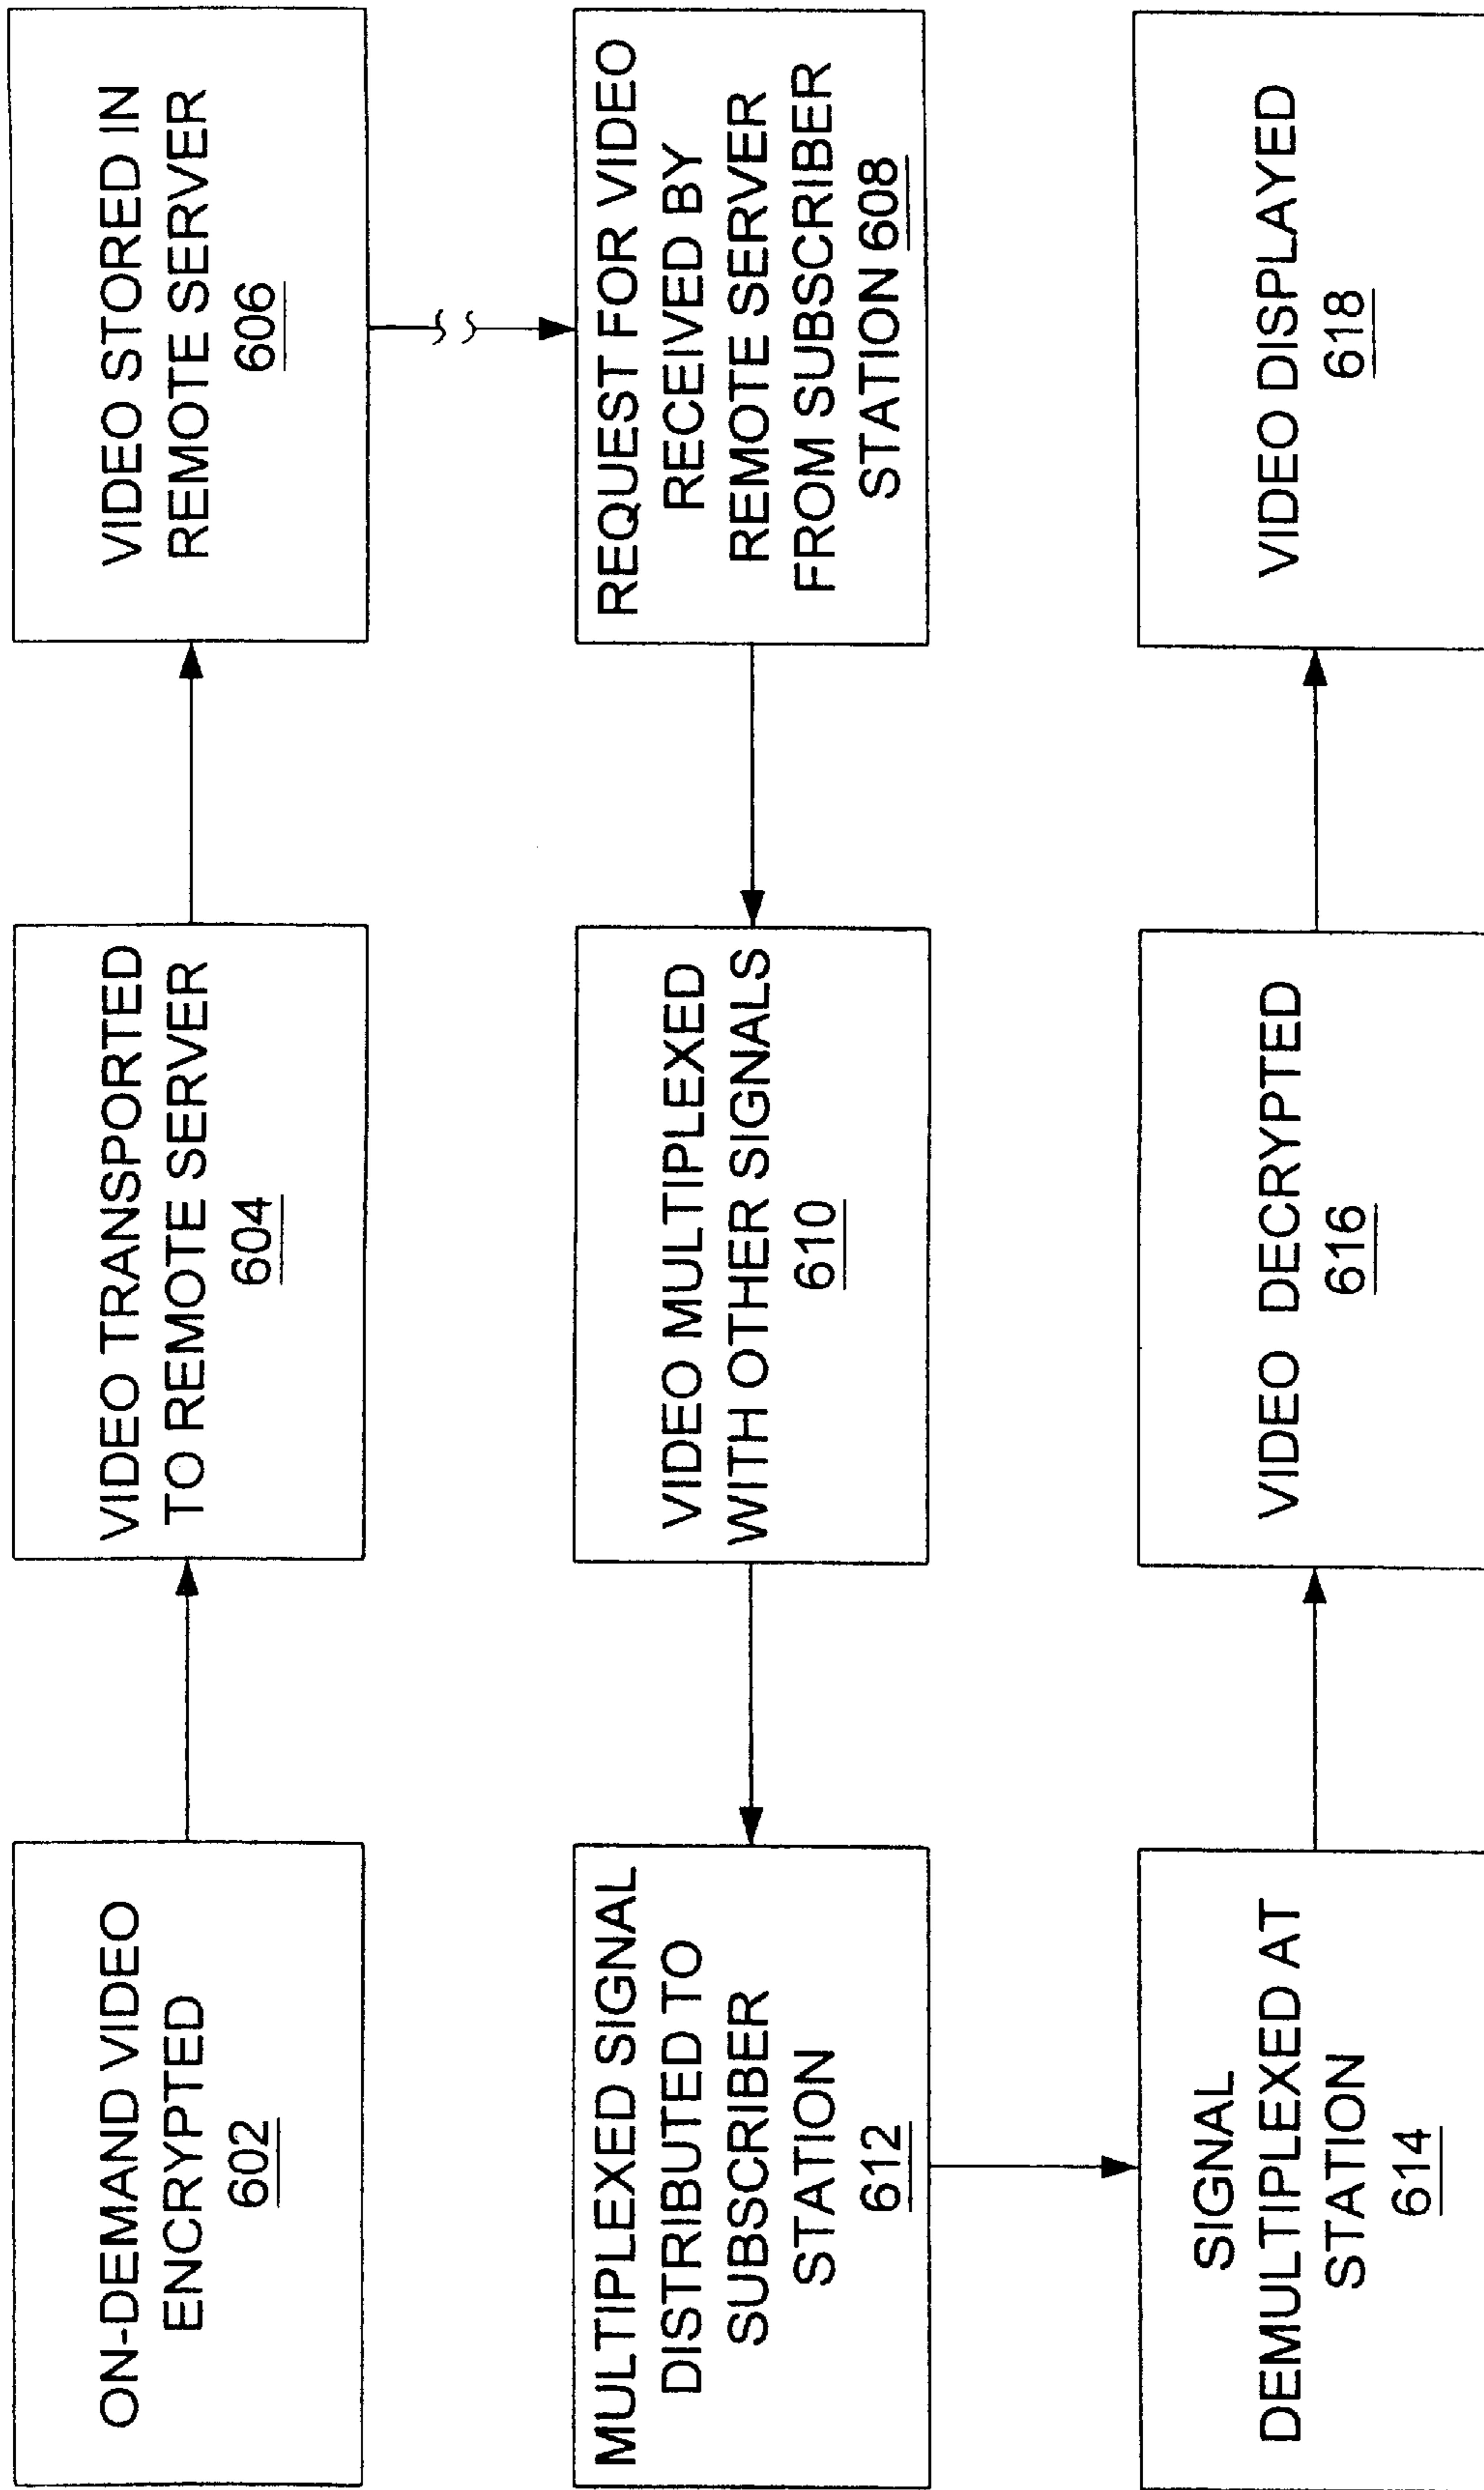 ON-DEMAND VIDEO
ENCRYPTED
602
VIDEO TRANSPORTED
TO REMOTE SERVER
604
VIDEO STORED IN
REMOTE SERVER
606
REQUEST FOR VIDEO
RECEIVED BY
REMOTE SERVER
FROM SUBSCRIBER
STATION 608
VIDEO MULTIPLEXED
WITH OTHER SIGNALS
610
MULTIPLEXED SIGNAL
DISTRIBUTED TO
SUBSCRIBER
STATION
612
SIGNAL
DEMULTIPLEXED AT
STATION
614
VIDEO DECRYPTED
616
VIDEO DISPLAYED
618